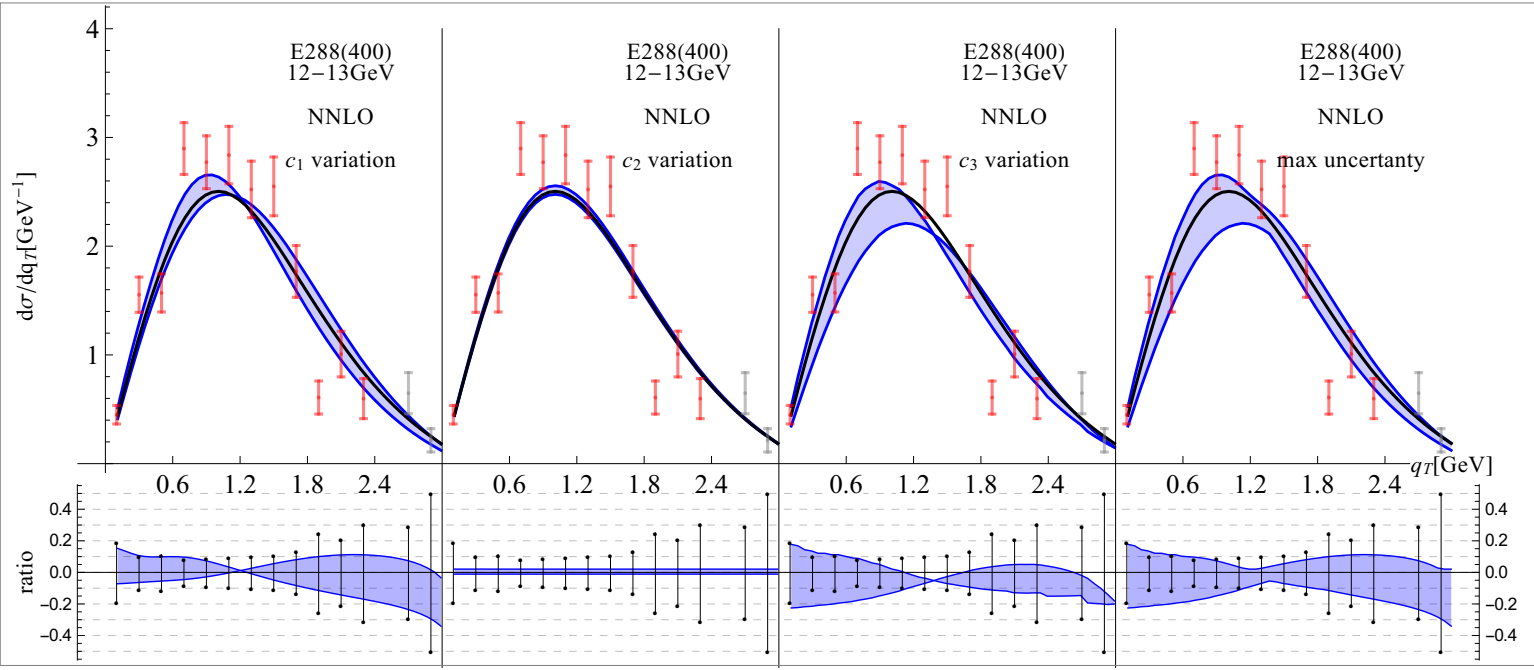 4
3
2
1
dσ/dq_T[GeV⁻¹]
E288(400)
12−13GeV
NNLO
c₁ variation
E288(400)
12−13GeV
NNLO
c₂ variation
E288(400)
12−13GeV
NNLO
c₃ variation
E288(400)
12−13GeV
NNLO
max uncertanty
0.6 1.2 1.8 2.4
0.6 1.2 1.8 2.4
0.6 1.2 1.8 2.4
0.6 1.2 1.8 2.4
q_T[GeV]
ratio
0.4
0.2
0.0
−0.2
−0.4
0.4
0.2
0.0
−0.2
−0.4